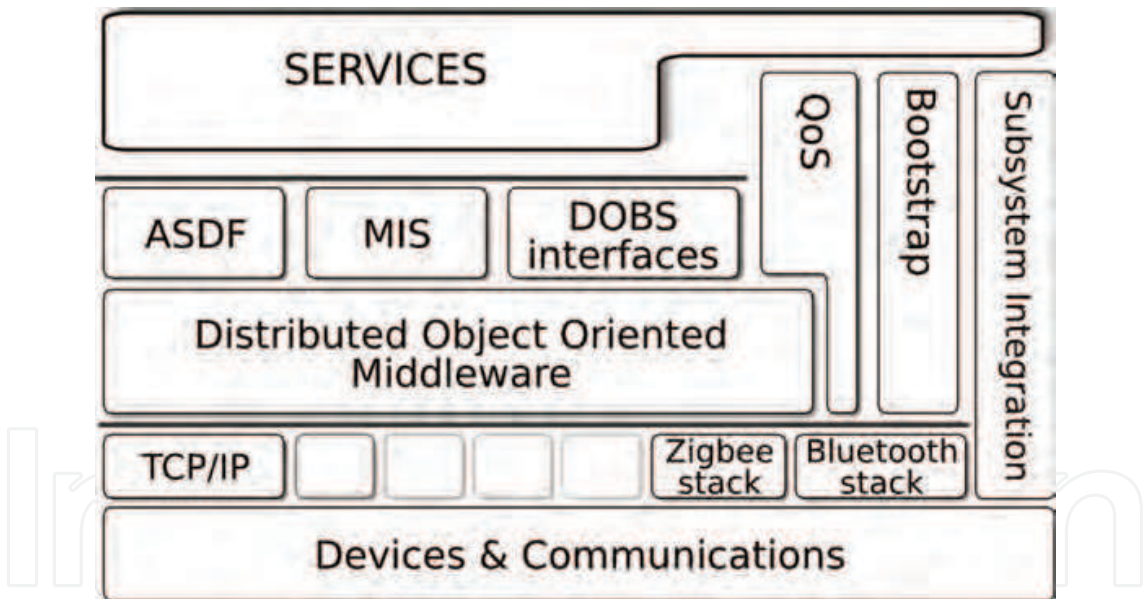 SERVICES
QoS
Bootstrap
Subsystem Integration
ASDF
MIS
DOBS
interfaces
Distributed Object Oriented
Middleware
TCP/IP
Zigbee
stack
Bluetooth
stack
Devices & Communications